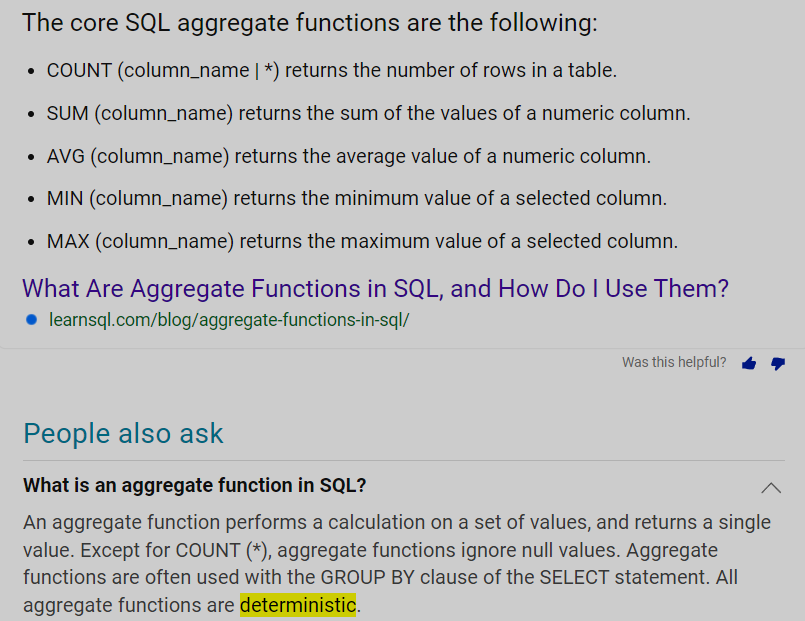 The core SQL aggregate functions are the following:
• COUNT (column_name | *) returns the number of rows in a table.
• SUM (column_name) returns the sum of the values of a numeric column.
• AVG (column_name) returns the average value of a numeric column.
• MIN (column_name) returns the minimum value of a selected column.
• MAX (column_name) returns the maximum value of a selected column.
What Are Aggregate Functions in SQL, and How Do I Use Them?
learnsql.com/blog/aggregate-functions-in-sql/
Was this helpful?
People also ask
What is an aggregate function in SQL?
An aggregate function performs a calculation on a set of values, and returns a single
value. Except for COUNT (*), aggregate functions ignore null values. Aggregate
functions are often used with the GROUP BY clause of the SELECT statement. All
aggregate functions are deterministic.